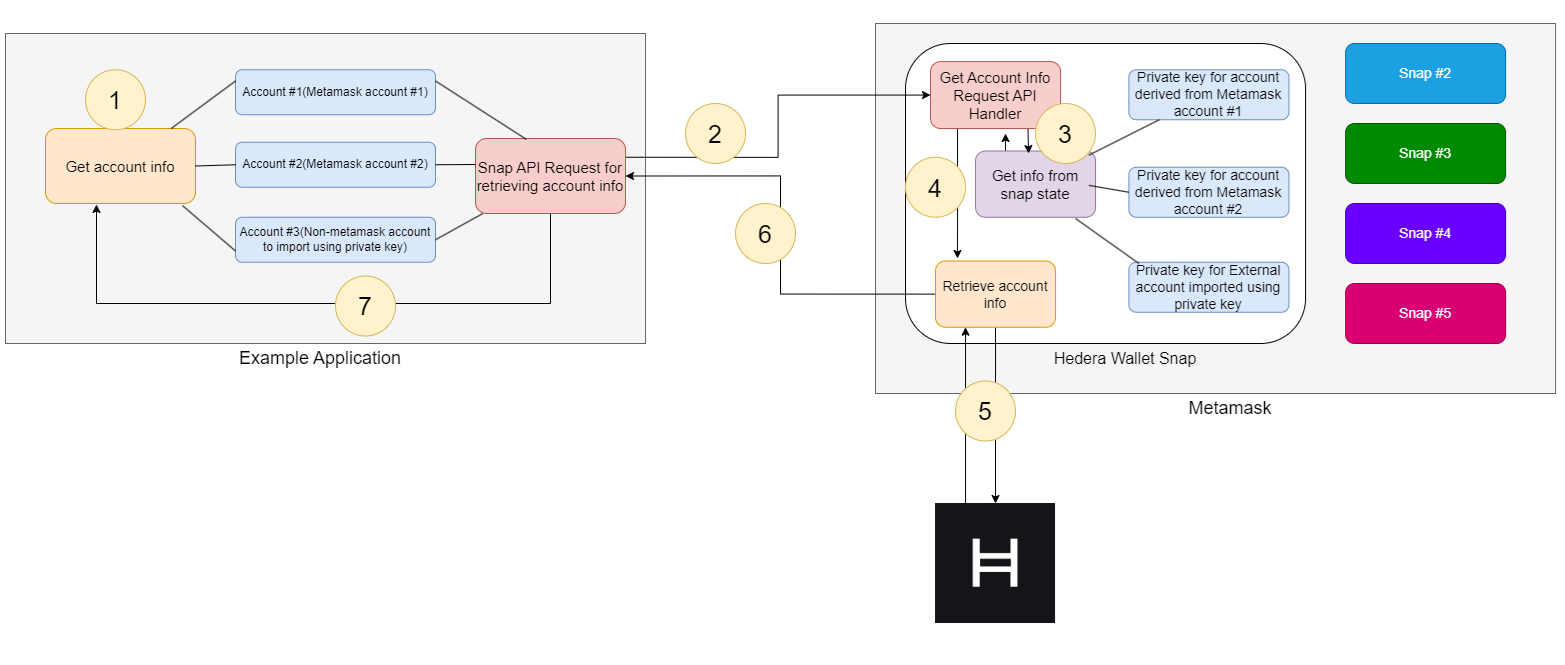 1
Get account info
Account #1(Metamask account #1)
Account #2(Metamask account #2)
Account #3(Non-metamask account
to import using private key)
Snap API Request for
retrieving account info
7
Example Application
2
6
Get Account Info
Request API
Handler
3
4
Get info from
snap state
Private key for account
derived from Metamask
account #1
Private key for account
derived from Metamask
account #2
Private key for External
account imported using
private key
Retrieve account
info
Hedera Wallet Snap
Snap #2
Snap #3
Snap #4
Snap #5
Metamask
5
H